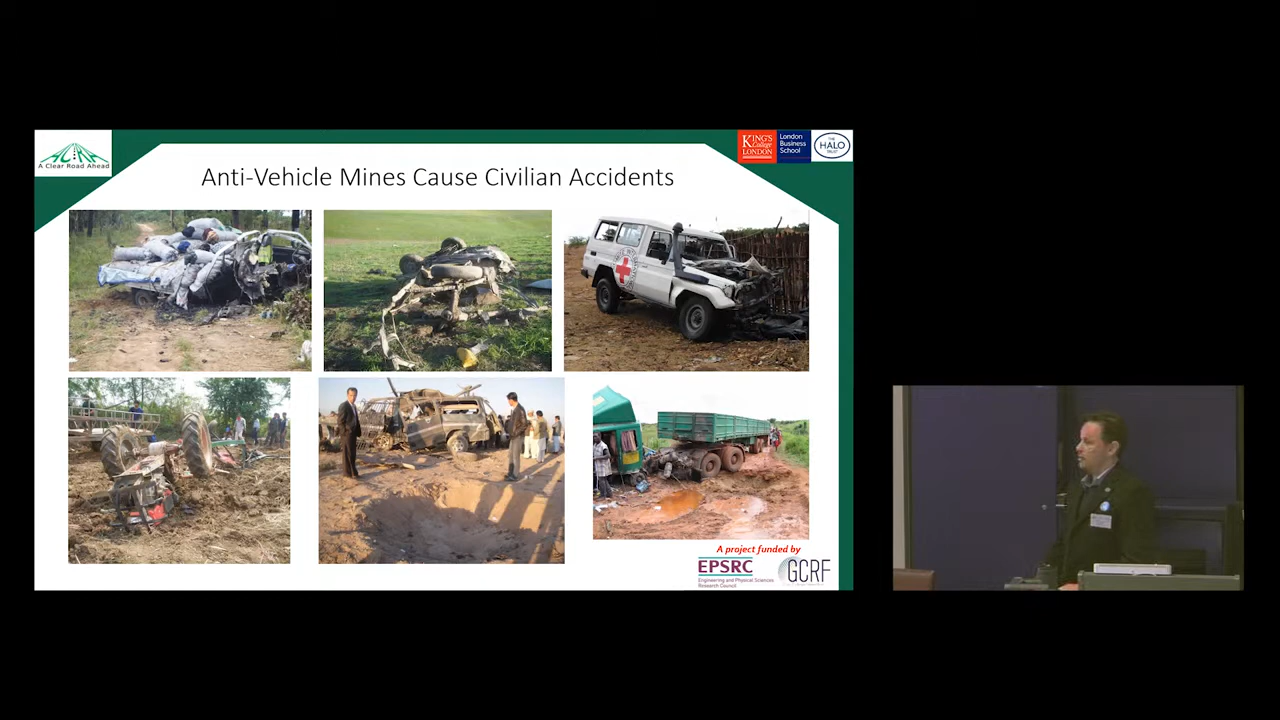 A Clear Road Ahead
KING'S
College
LONDON
London
Business
School
THE
HALO
TRUST
Anti-Vehicle Mines Cause Civilian Accidents
A project funded by
EPSRC
Engineering and Physical Sciences
Research Council
GCRF